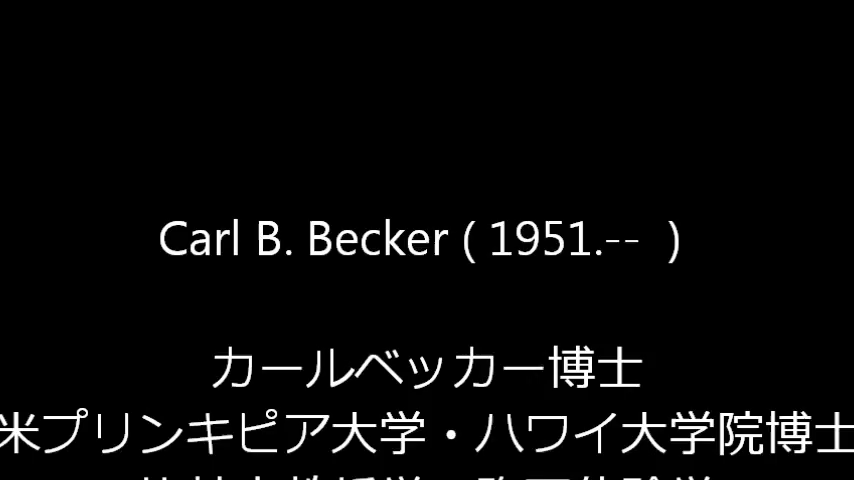 Carl B. Becker ( 1951.-- )
カールベッカー博士
米プリンキピア大学・ハワイ大学院博士